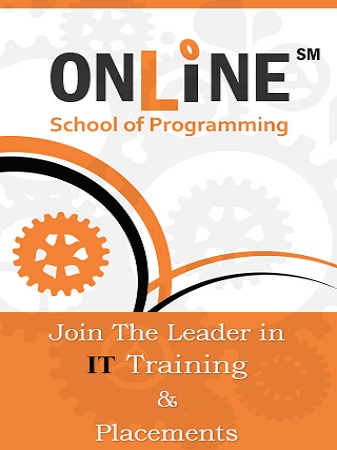 ONLiNE SM
School of Programming
Join The Leader in
IT Training
&
Placements